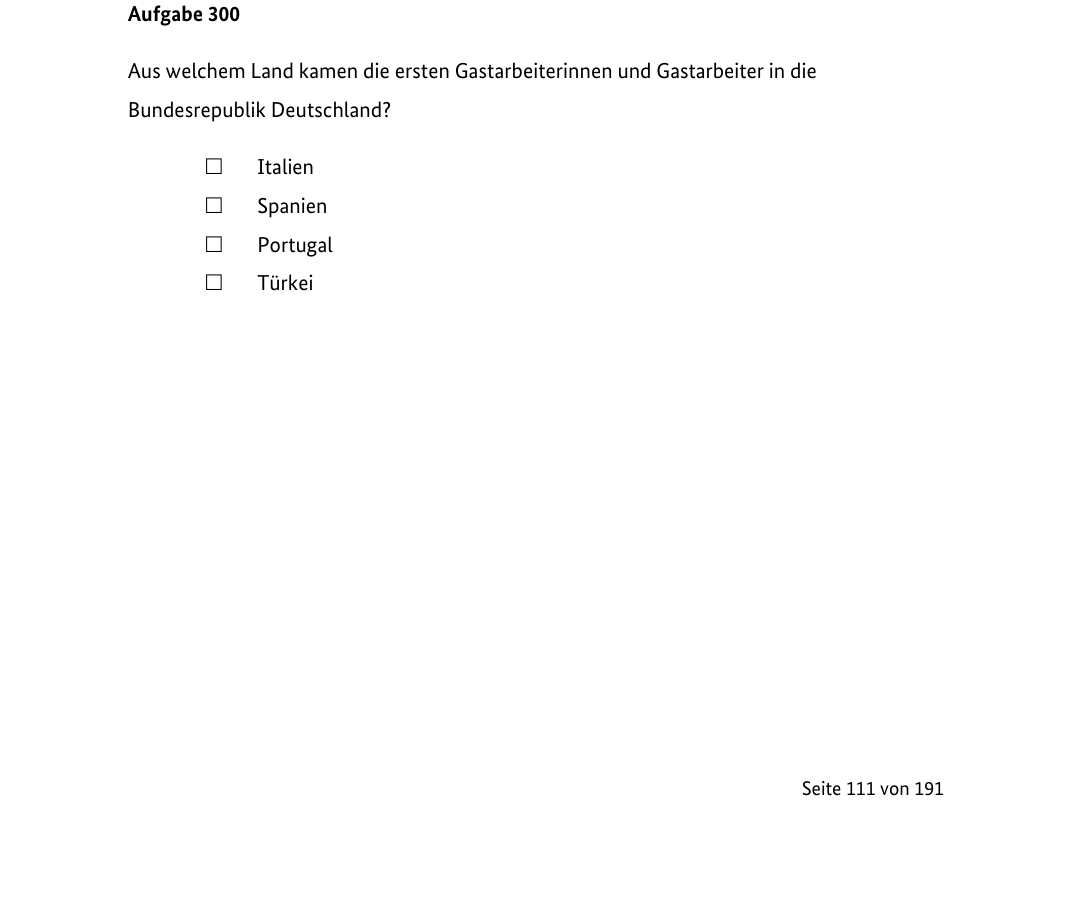 Aufgabe 300
Aus welchem Land kamen die ersten Gastarbeiterinnen und Gastarbeiter in die
Bundesrepublik Deutschland?
☐ Italien
☐ Spanien
☐ Portugal
☐ Türkei
Seite 111 von 191